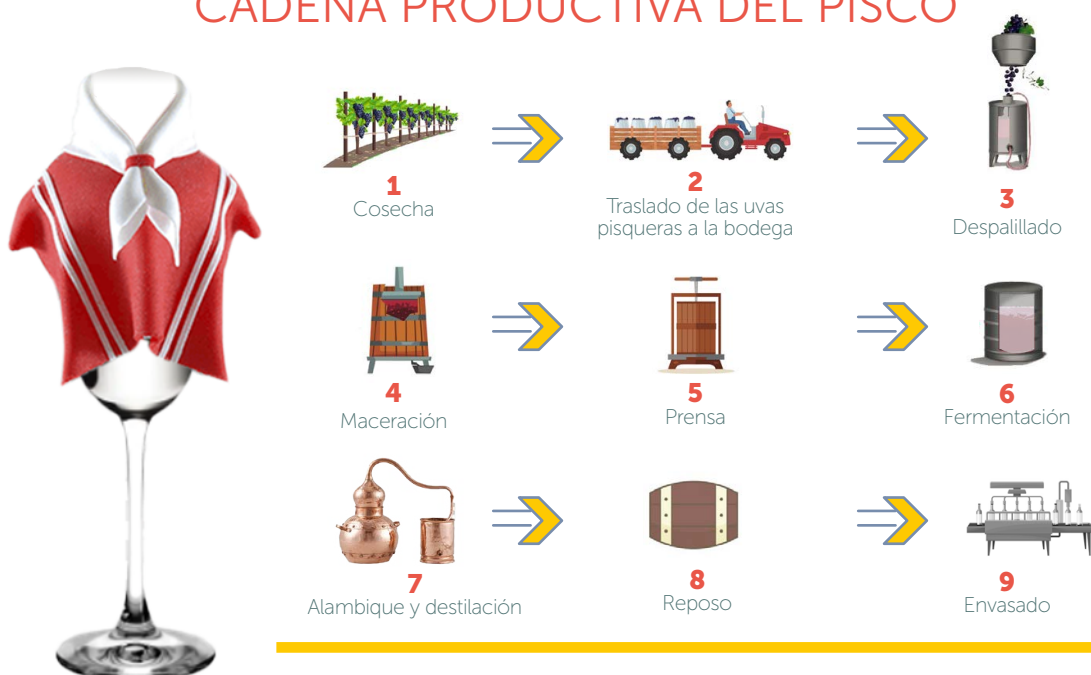 CADENA PRODUCTIVA DEL PISCO
1
Cosecha
2
Traslado de las uvas
pisqueras a la bodega
3
Despalillado
4
Maceración
5
Prensa
6
Fermentación
7
Alambique y destilación
8
Reposo
9
Envasado